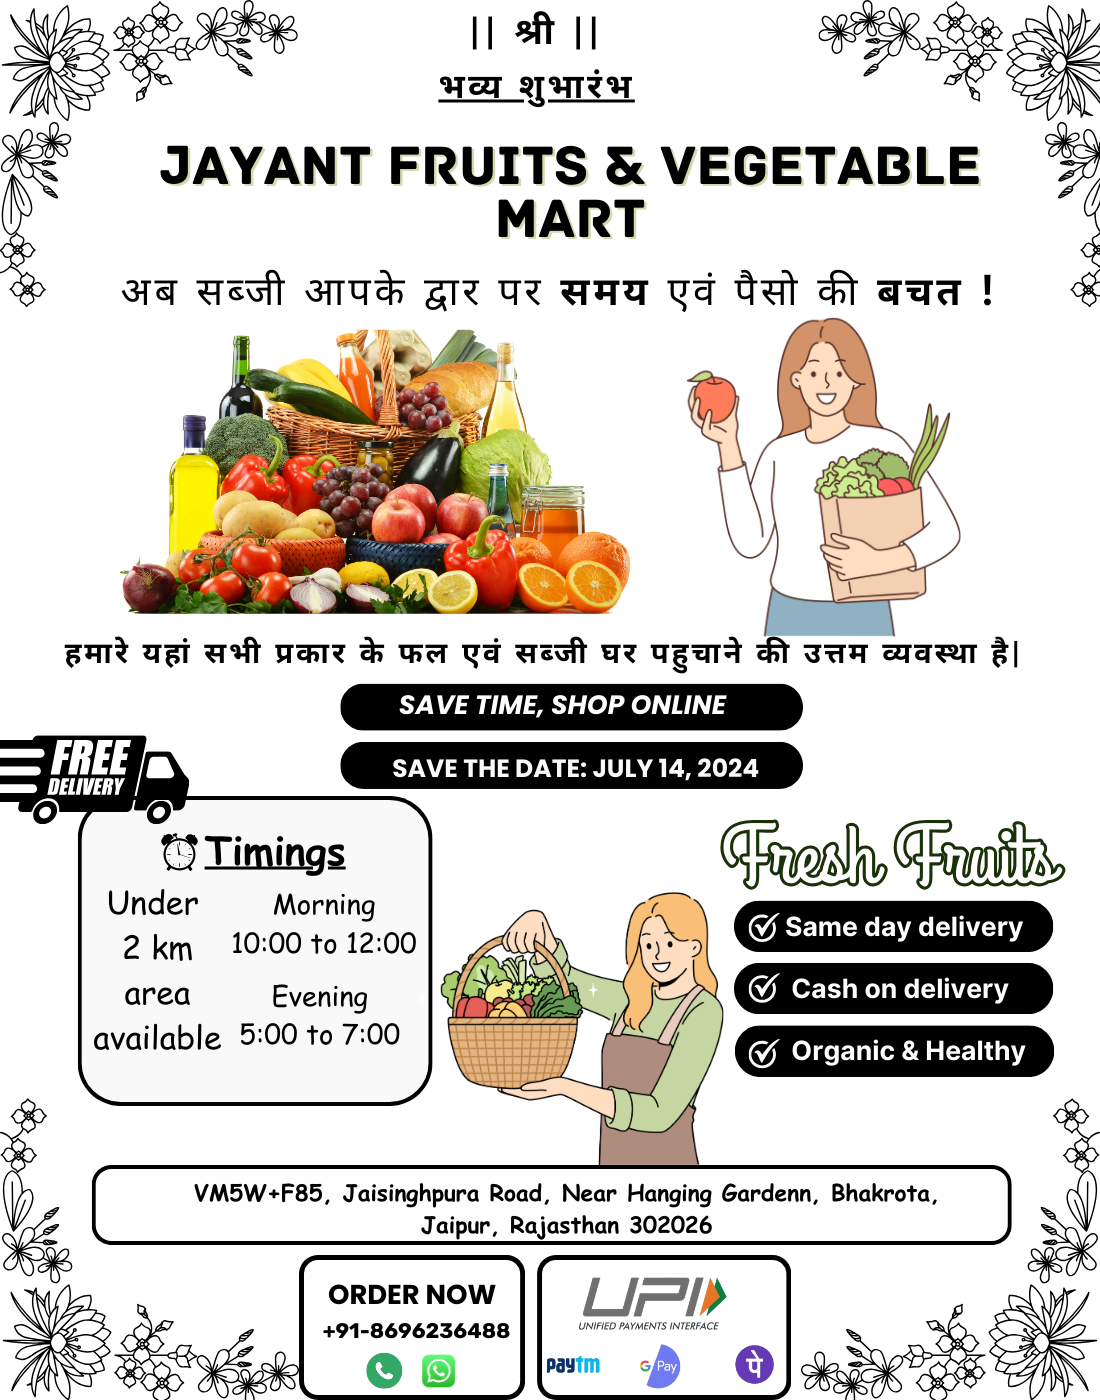 || श्री ||
भव्य शुभारंभ
JAYANT FRUITS & VEGETABLE
MART
अब सब्जी आपके द्वार पर समय एवं पैसो की बचत !
हमारे यहां सभी प्रकार के फल एवं सब्जी घर पहुचाने की उत्तम व्यवस्था है|
SAVE TIME, SHOP ONLINE
SAVE THE DATE: JULY 14, 2024
FREE
DELIVERY
Timings
Under
2 km
area
available
Morning
10:00 to 12:00
Evening
5:00 to 7:00
Fresh Fruits
Same day delivery
Cash on delivery
Organic & Healthy
VM5W+F85, Jaisinghpura Road, Near Hanging Gardenn, Bhakrota,
Jaipur, Rajasthan 302026
ORDER NOW
+91-8696236488
UPI
UNIFIED PAYMENTS INTERFACE
paytm
G Pay
पे